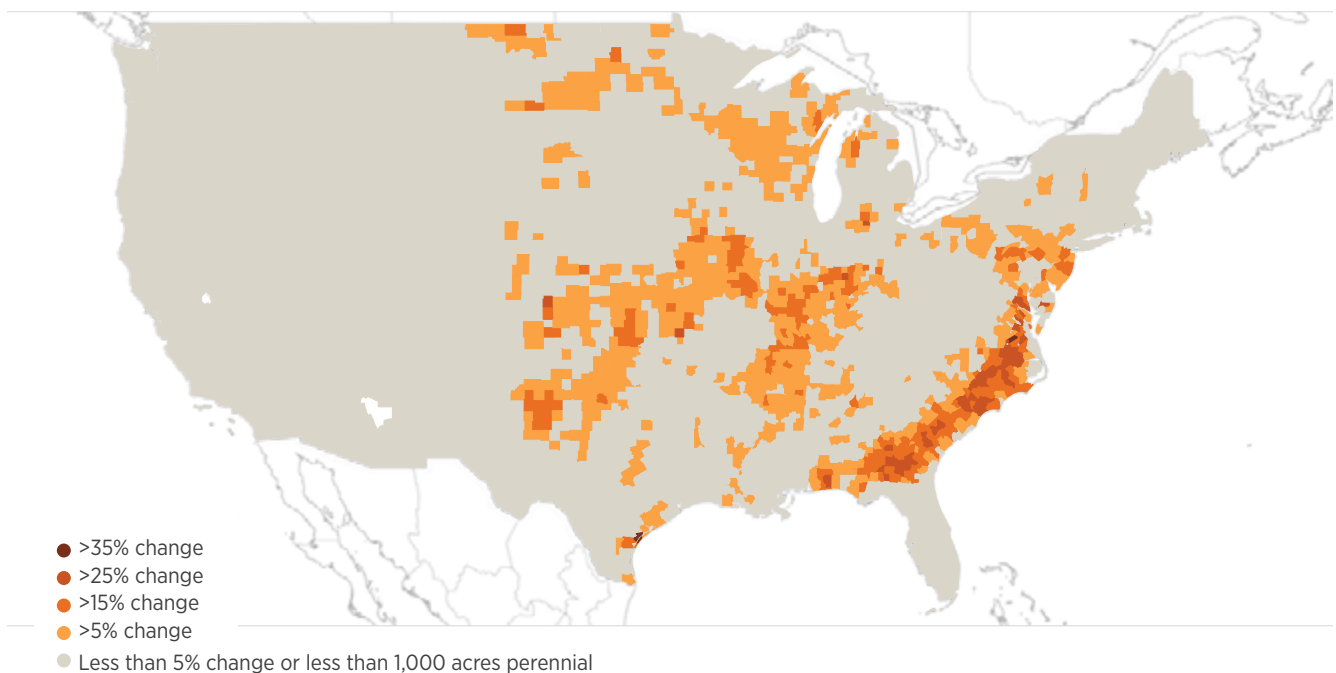 >35% change
>25% change
>15% change
>5% change
Less than 5% change or less than 1,000 acres perennial